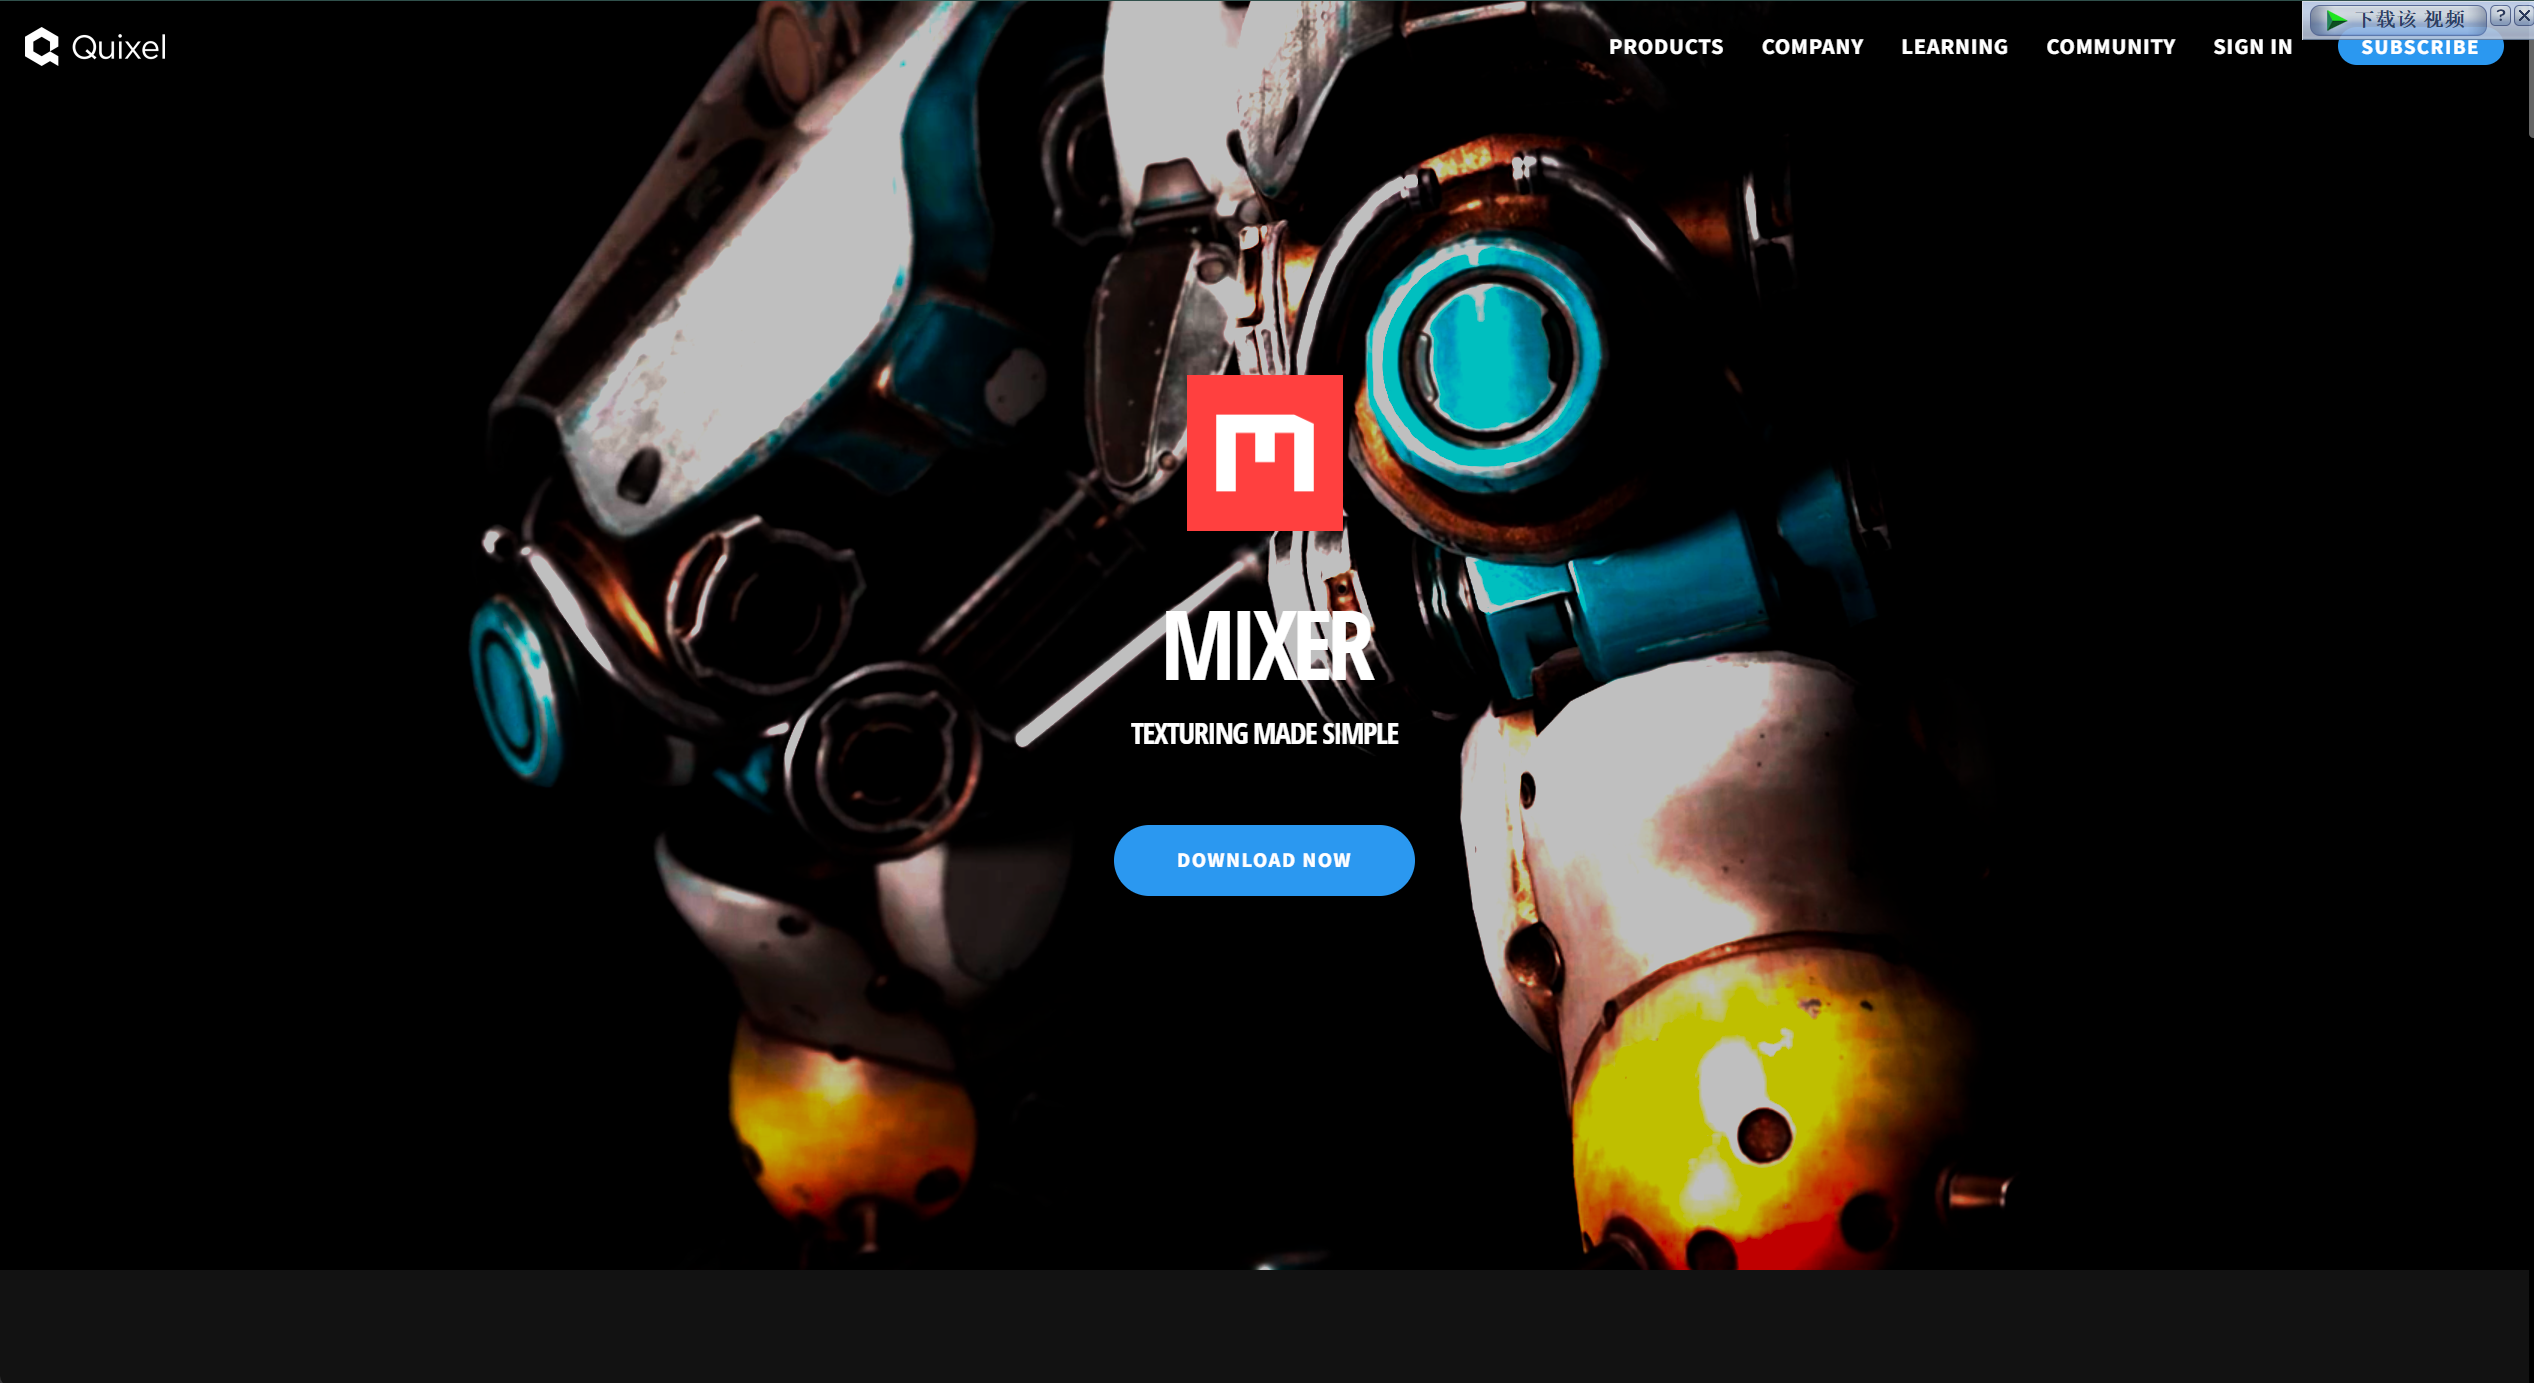 Quixel
PRODUCTS COMPANY LEARNING COMMUNITY SIGN IN SUBSCRIBE
下载该 视频
?
MIXER
TEXTURING MADE SIMPLE
DOWNLOAD NOW